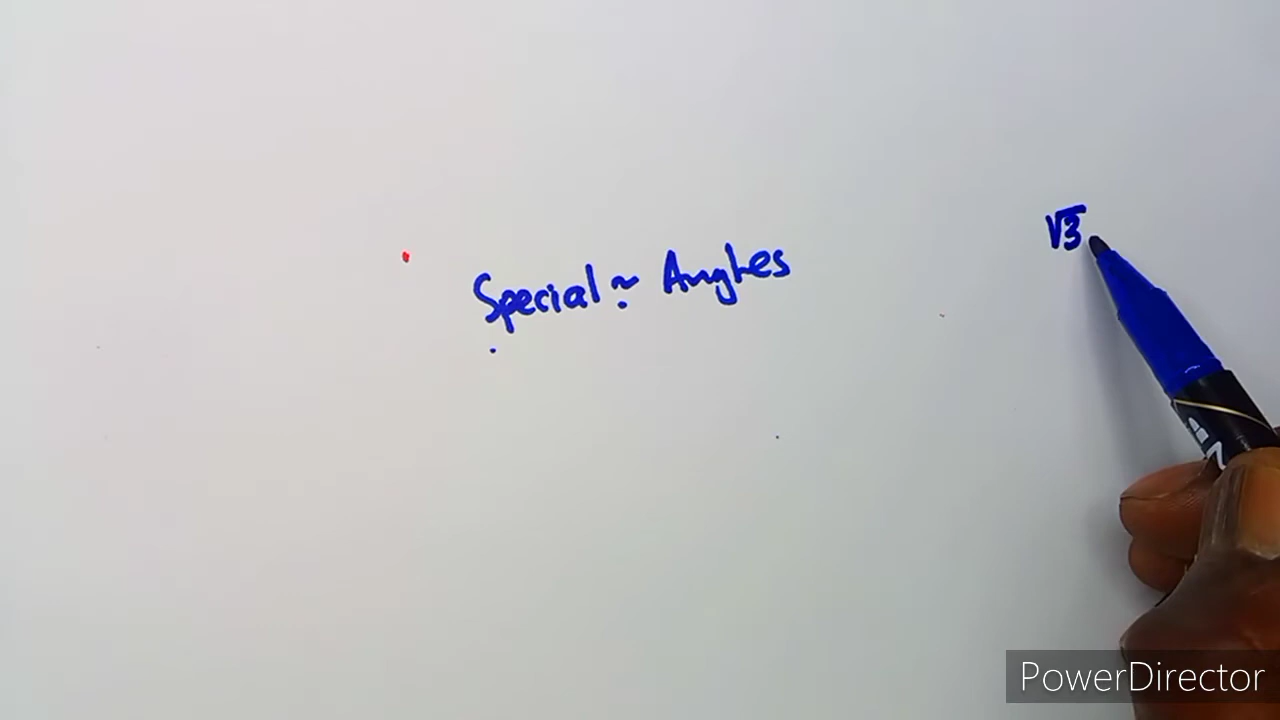 Special ~ Angles
√3
PowerDirector